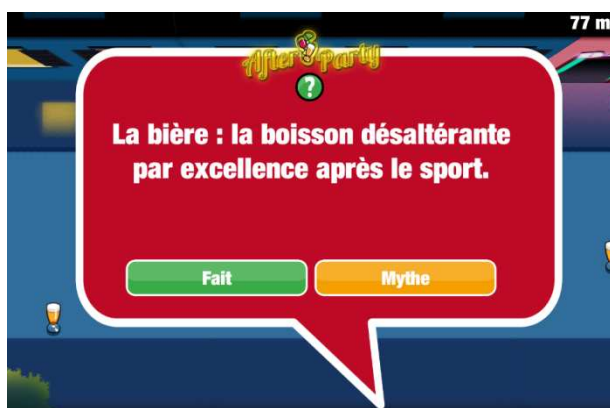 77 m
After Party
?
La bière : la boisson désaltérante
par excellence après le sport.
Fait
Mythe